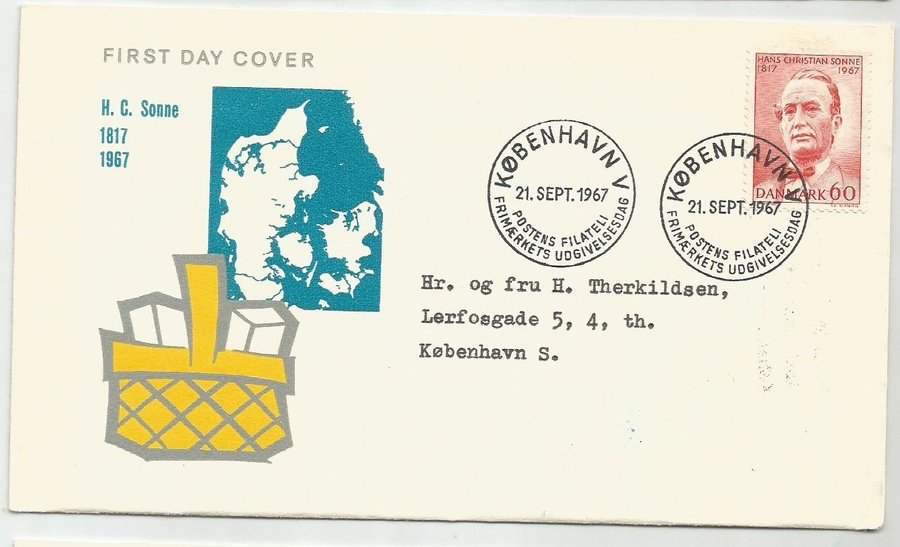 FIRST DAY COVER
H. C. Sonne
1817
1967
HANS CHRISTIAN SONNE
1817 1967
DANMARK 60
KØBENHAVN V
21. SEPT. 1967
POSTENS FILATELI
FRIMÆRKETS UDGIVELSESDAG
KØBENHAVN V
21. SEPT. 1967
POSTENS FILATELI
FRIMÆRKETS UDGIVELSESDAG
Hr. og fru H. Therkildsen,
Lerfosgade 5, 4, th.
København S.